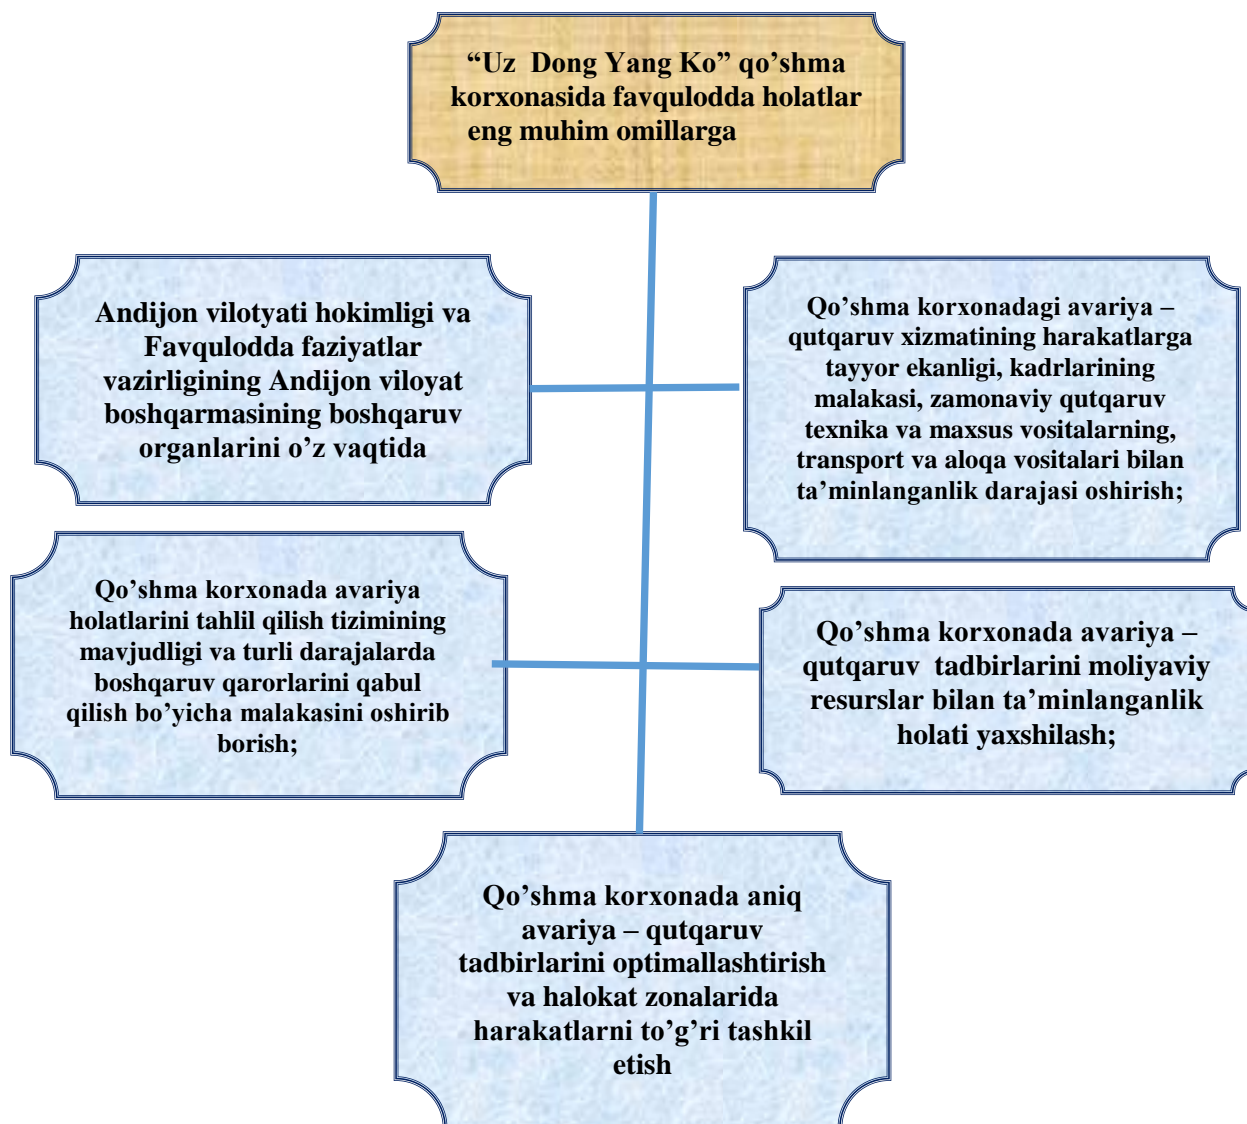 “Uz Dong Yang Ko” qo’shma
korxonasida favqulodda holatlar
eng muhim omillarga
Andijon vilotyati hokimligi va
Favqulodda faziyatlar
vazirligining Andijon viloyat
boshqarmasining boshqaruv
organlarini o’z vaqtida
Qo’shma korxonadagi avariya –
qutqaruv xizmatining harakatlarga
tayyor ekanligi, kadrlarining
malakasi, zamonaviy qutqaruv
texnika va maxsus vositalarning,
transport va aloqa vositalari bilan
ta’minlanganlik darajasi oshirish;
Qo’shma korxonada avariya
holatlarini tahlil qilish tizimining
mavjudligi va turli darajalarda
boshqaruv qarorlarini qabul
qilish bo’yicha malakasini oshirib
borish;
Qo’shma korxonada avariya –
qutqaruv tadbirlarini moliyaviy
resurslar bilan ta’minlanganlik
holati yaxshilash;
Qo’shma korxonada aniq
avariya – qutqaruv
tadbirlarini optimallashtirish
va halokat zonalarida
harakatlarni to’g’ri tashkil
etish